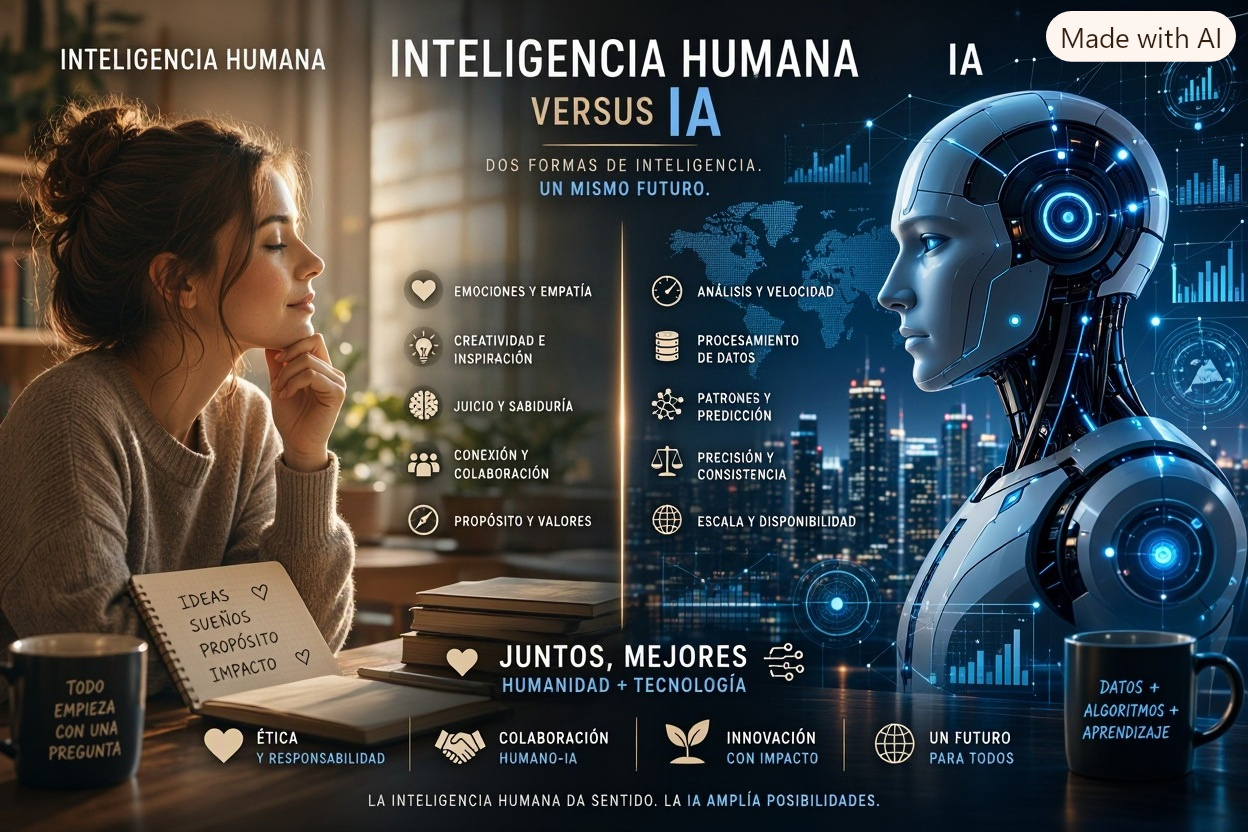 Made with AI
INTELIGENCIA HUMANA
INTELIGENCIA HUMANA
VERSUS IA
IA
DOS FORMAS DE INTELIGENCIA.
UN MISMO FUTURO.
EMOCIONES Y EMPATÍA
CREATIVIDAD E
INSPIRACIÓN
JUICIO Y SABIDURÍA
CONEXIÓN Y
COLABORACIÓN
PROPÓSITO Y VALORES
ANÁLISIS Y VELOCIDAD
PROCESAMIENTO
DE DATOS
PATRONES Y
PREDICCIÓN
PRECISIÓN Y
CONSISTENCIA
ESCALA Y DISPONIBILIDAD
IDEAS
SUEÑOS
PROPÓSITO
IMPACTO
TODO
EMPIEZA
CON UNA
PREGUNTA
JUNTOS, MEJORES
HUMANIDAD + TECNOLOGÍA
DATOS +
ALGORITMOS +
APRENDIZAJE
ÉTICA
Y RESPONSABILIDAD
COLABORACIÓN
HUMANO-IA
INNOVACIÓN
CON IMPACTO
UN FUTURO
PARA TODOS
LA INTELIGENCIA HUMANA DA SENTIDO. LA IA AMPLÍA POSIBILIDADES.